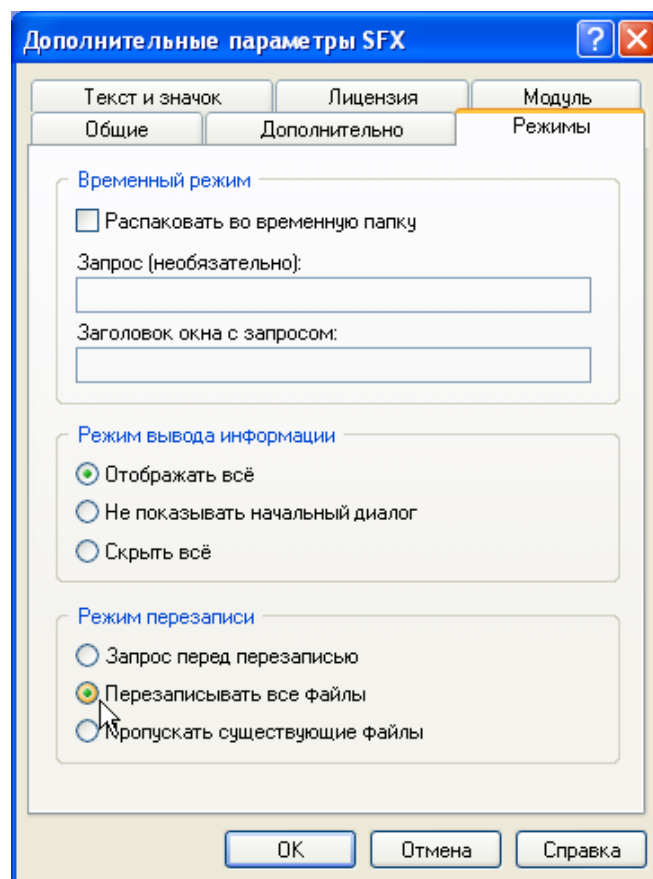 Дополнительные параметры SFX
Текст и значок Лицензия Модуль
Общие Дополнительно Режимы
Временный режим
Распаковать во временную папку
Запрос (необязательно):
Заголовок окна с запросом:
Режим вывода информации
Отображать всё
Не показывать начальный диалог
Скрыть всё
Режим перезаписи
Запрос перед перезаписью
Перезаписывать все файлы
Пропускать существующие файлы
OK Отмена Справка